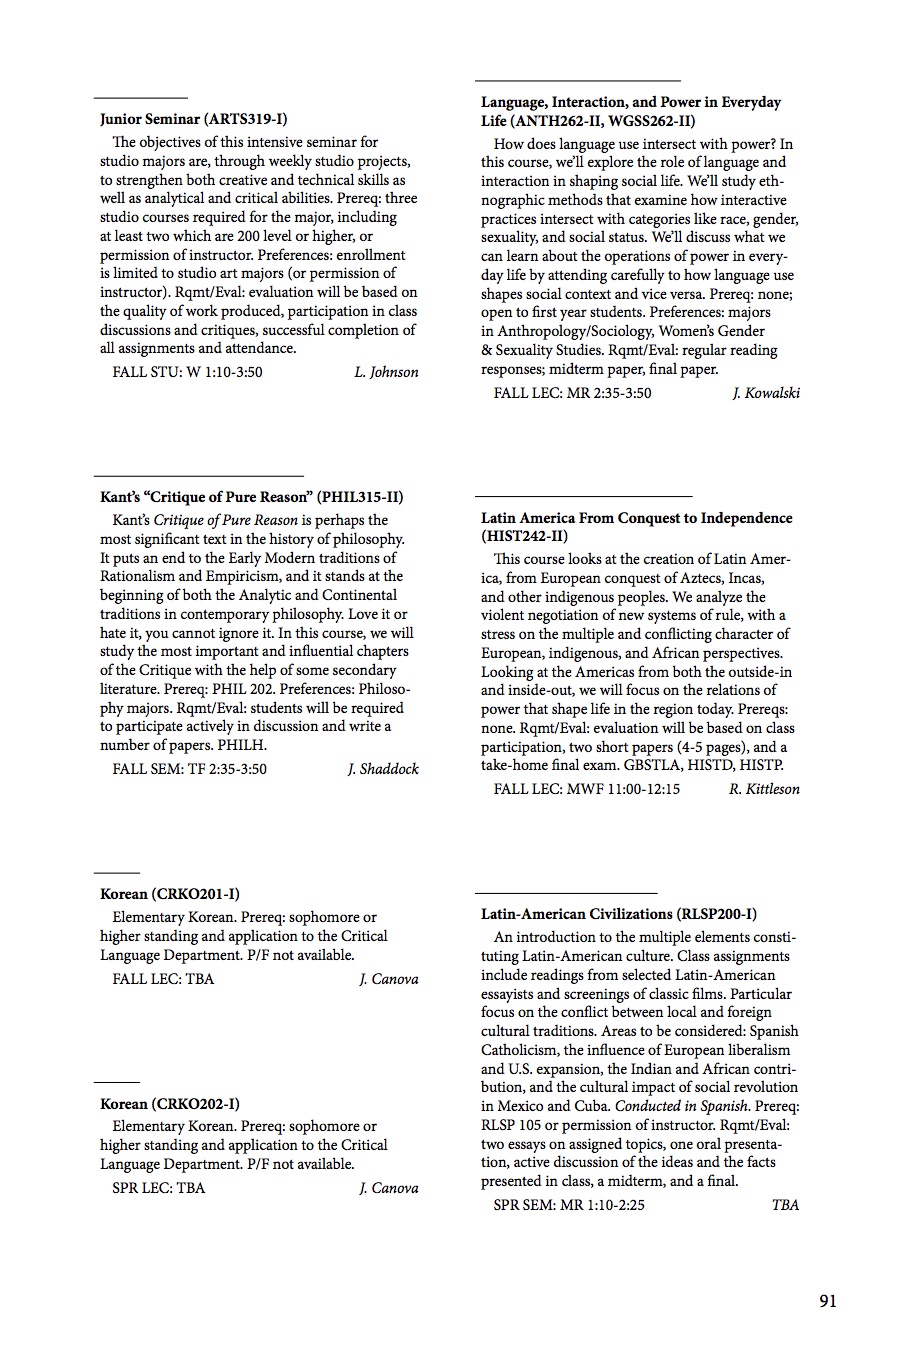 Junior Seminar (ARTS319-I)
The objectives of this intensive seminar for
studio majors are, through weekly studio projects,
to strengthen both creative and technical skills as
well as analytical and critical abilities. Prereq: three
studio courses required for the major, including
at least two which are 200 level or higher, or
permission of instructor. Preferences: enrollment
is limited to studio art majors (or permission of
instructor). Rqmt/Eval: evaluation will be based on
the quality of work produced, participation in class
discussions and critiques, successful completion of
all assignments and attendance.
FALL STU: W 1:10-3:50 L. Johnson
Kant’s “Critique of Pure Reason” (PHIL315-II)
Kant’s Critique of Pure Reason is perhaps the
most significant text in the history of philosophy.
It puts an end to the Early Modern traditions of
Rationalism and Empiricism, and it stands at the
beginning of both the Analytic and Continental
traditions in contemporary philosophy. Love it or
hate it, you cannot ignore it. In this course, we will
study the most important and influential chapters
of the Critique with the help of some secondary
literature. Prereq: PHIL 202. Preferences: Philoso-
phy majors. Rqmt/Eval: students will be required
to participate actively in discussion and write a
number of papers. PHILH.
FALL SEM: TF 2:35-3:50 J. Shaddock
Korean (CRKO201-I)
Elementary Korean. Prereq: sophomore or
higher standing and application to the Critical
Language Department. P/F not available.
FALL LEC: TBA J. Canova
Korean (CRKO202-I)
Elementary Korean. Prereq: sophomore or
higher standing and application to the Critical
Language Department. P/F not available.
SPR LEC: TBA J. Canova
Language, Interaction, and Power in Everyday
Life (ANTH262-II, WGSS262-II)
How does language use intersect with power? In
this course, we’ll explore the role of language and
interaction in shaping social life. We’ll study eth-
nographic methods that examine how interactive
practices intersect with categories like race, gender,
sexuality, and social status. We’ll discuss what we
can learn about the operations of power in every-
day life by attending carefully to how language use
shapes social context and vice versa. Prereq: none;
open to first year students. Preferences: majors
in Anthropology/Sociology, Women’s Gender
& Sexuality Studies. Rqmt/Eval: regular reading
responses; midterm paper, final paper.
FALL LEC: MR 2:35-3:50 J. Kowalski
Latin America From Conquest to Independence
(HIST242-II)
This course looks at the creation of Latin Amer-
ica, from European conquest of Aztecs, Incas,
and other indigenous peoples. We analyze the
violent negotiation of new systems of rule, with a
stress on the multiple and conflicting character of
European, indigenous, and African perspectives.
Looking at the Americas from both the outside-in
and inside-out, we will focus on the relations of
power that shape life in the region today. Prereqs:
none. Rqmt/Eval: evaluation will be based on class
participation, two short papers (4-5 pages), and a
take-home final exam. GBSTLA, HISTD, HISTP.
FALL LEC: MWF 11:00-12:15 R. Kittleson
Latin-American Civilizations (RLSP200-I)
An introduction to the multiple elements consti-
tuting Latin-American culture. Class assignments
include readings from selected Latin-American
essayists and screenings of classic films. Particular
focus on the conflict between local and foreign
cultural traditions. Areas to be considered: Spanish
Catholicism, the influence of European liberalism
and U.S. expansion, the Indian and African contri-
bution, and the cultural impact of social revolution
in Mexico and Cuba. Conducted in Spanish. Prereq:
RLSP 105 or permission of instructor. Rqmt/Eval:
two essays on assigned topics, one oral presenta-
tion, active discussion of the ideas and the facts
presented in class, a midterm, and a final.
SPR SEM: MR 1:10-2:25 TBA
91